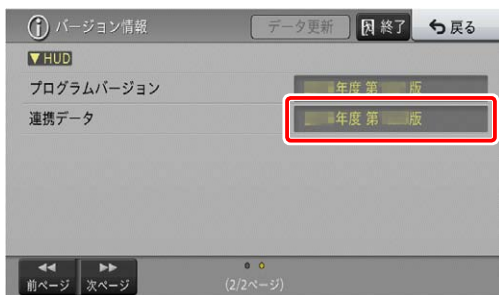 バージョン情報 データ更新 終了 戻る
▼HUD
プログラムバージョン 年度 第 版
連携データ 年度 第 版
前ページ 次ページ (2/2ページ)